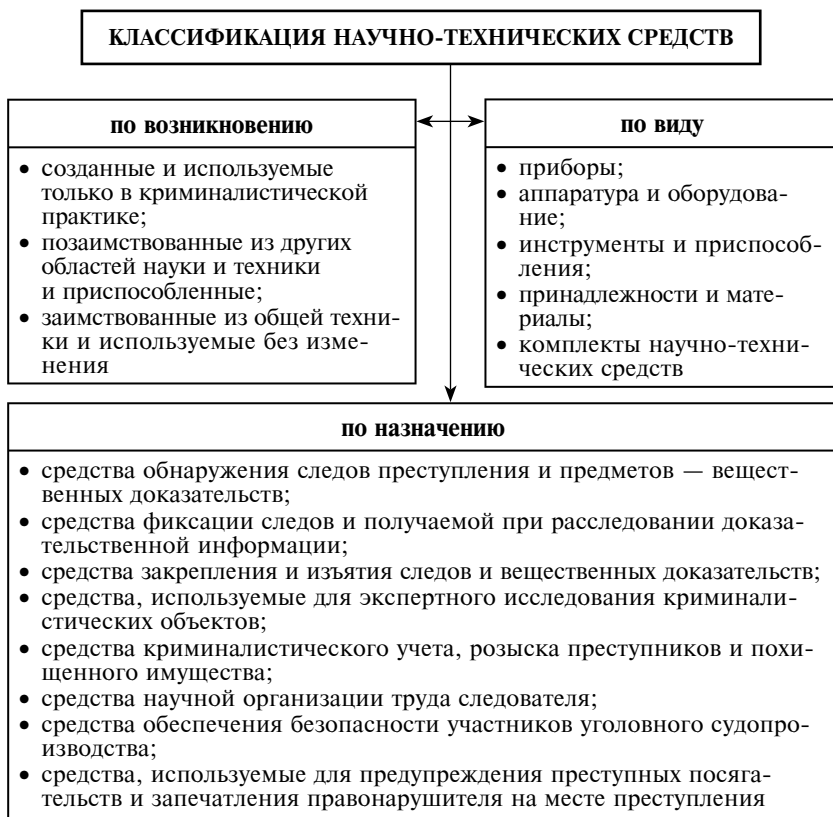 КЛАССИФИКАЦИЯ НАУЧНО-ТЕХНИЧЕСКИХ СРЕДСТВ
по возникновению
• созданные и используемые
только в криминалистической
практике;
• позаимствованные из других
областей науки и техники
и приспособленные;
• заимствованные из общей техни-
ки и используемые без изме-
нения
по виду
• приборы;
• аппаратура и оборудова-
ние;
• инструменты и приспособ-
ления;
• принадлежности и мате-
риалы;
• комплекты научно-техни-
ческих средств
по назначению
• средства обнаружения следов преступления и предметов — вещест-
венных доказательств;
• средства фиксации следов и получаемой при расследовании доказа-
тельственной информации;
• средства закрепления и изъятия следов и вещественных доказательств;
• средства, используемые для экспертного исследования криминали-
стических объектов;
• средства криминалистического учета, розыска преступников и похи-
щенного имущества;
• средства научной организации труда следователя;
• средства обеспечения безопасности участников уголовного судопро-
изводства;
• средства, используемые для предупреждения преступных посяга-
тельств и запечатления правонарушителя на месте преступления